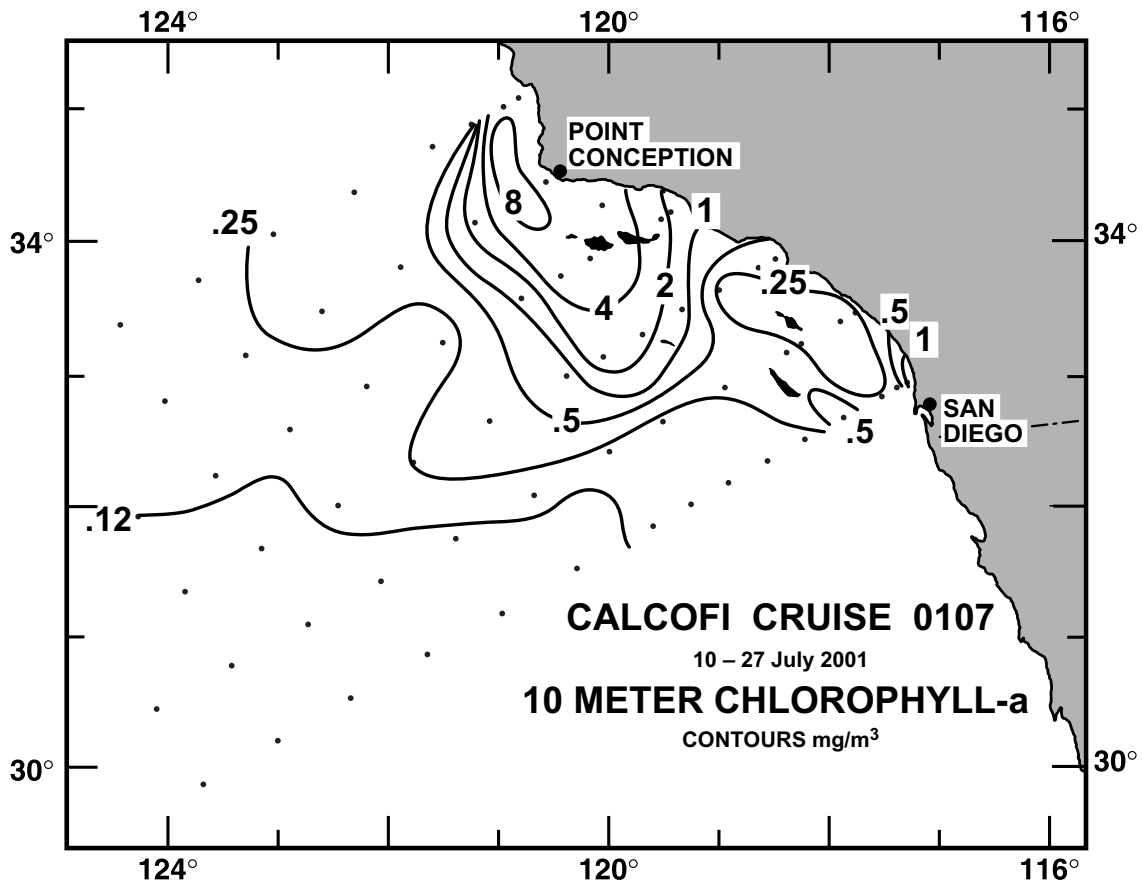 124° 120° 116°
POINT
CONCEPTION
8
1
.25
34° 34°
.25
2
4
.5
1
.5
SAN
DIEGO
.5
.12
CALCOFI CRUISE 0107
10 – 27 July 2001
10 METER CHLOROPHYLL-a
CONTOURS mg/m³
30° 30°
124° 120° 116°